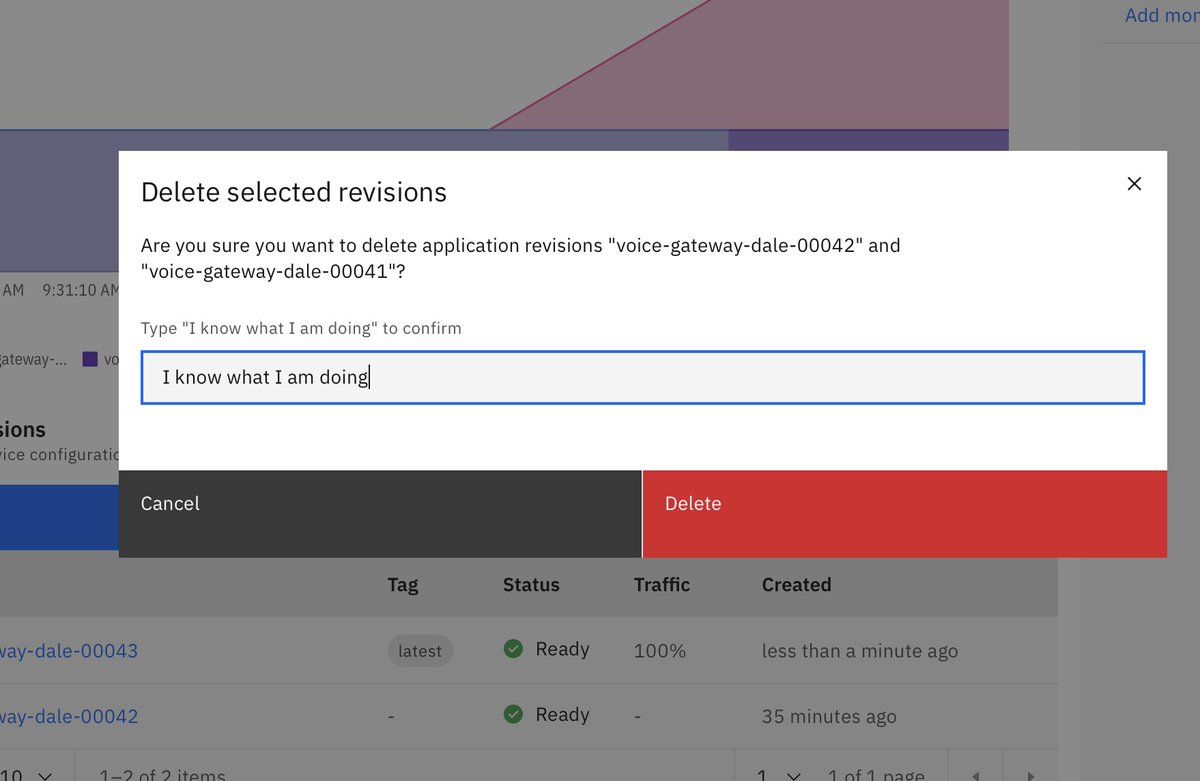 Add mor
Delete selected revisions
Are you sure you want to delete application revisions "voice-gateway-dale-00042" and
"voice-gateway-dale-00041"?
AM 9:31:10 AM
Type "I know what I am doing" to confirm
ateway-... vo
I know what I am doing
sions
vice configuratio
Cancel Delete
Tag Status Traffic Created
way-dale-00043 latest Ready 100% less than a minute ago
way-dale-00042 - Ready - 35 minutes ago
10 1–2 of 2 items 1 1 of 1 page